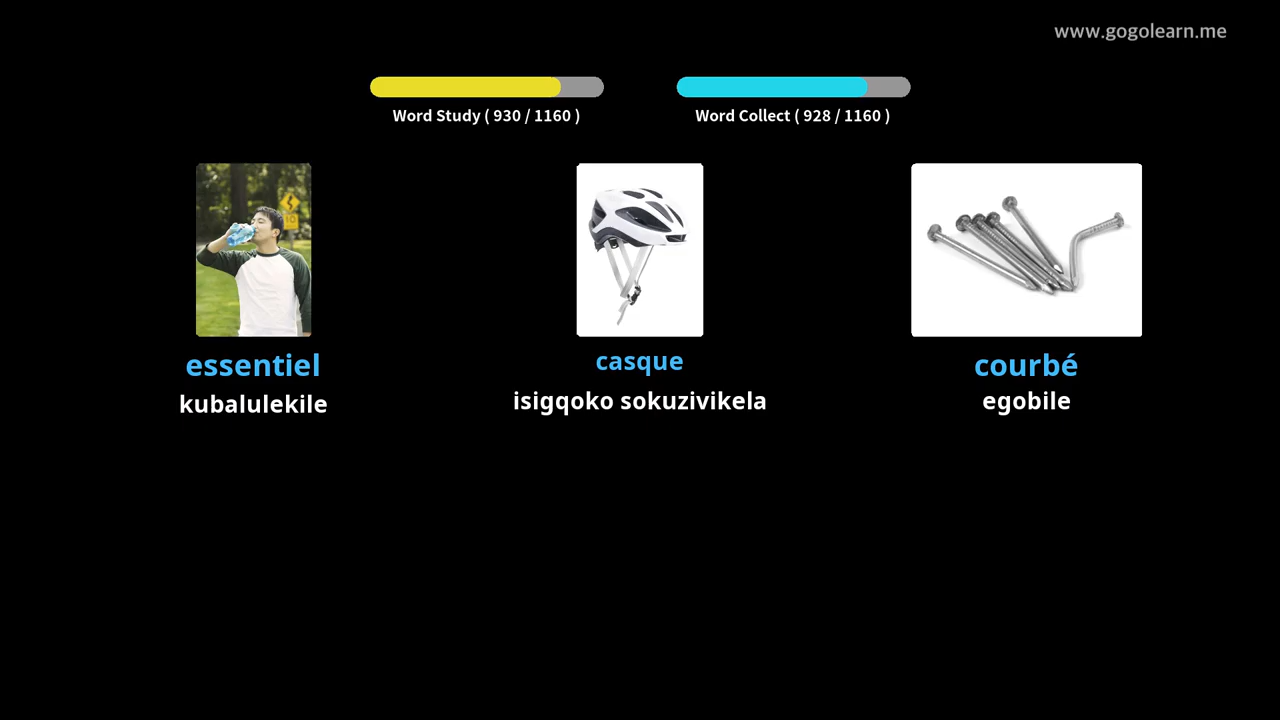 www.gogolearn.me
Word Study ( 930 / 1160 )
Word Collect ( 928 / 1160 )
essentiel
kubalulekile
casque
isigqoko sokuzivikela
courbé
egobile